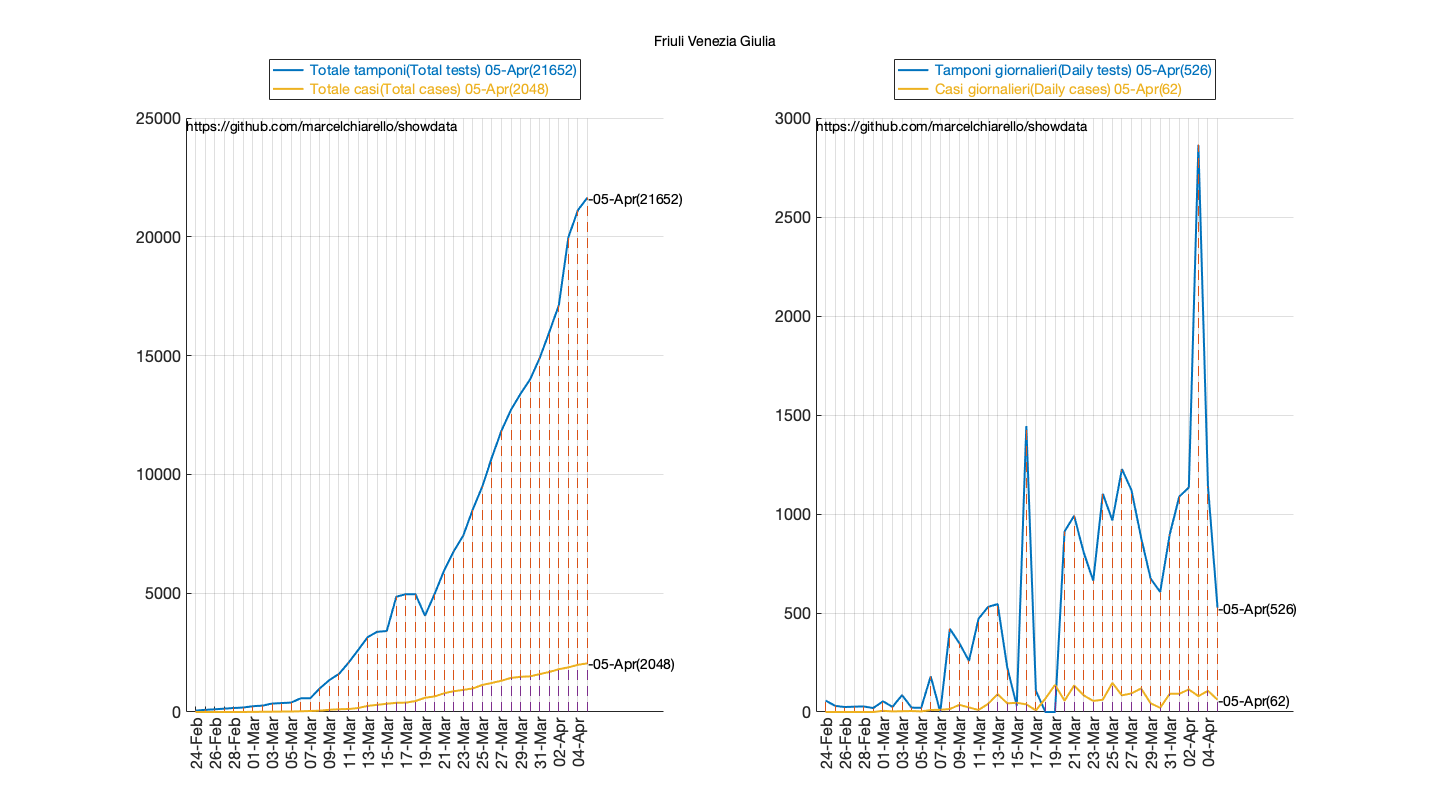 Friuli Venezia Giulia
Totale tamponi(Total tests) 05-Apr(21652)
Totale casi(Total cases) 05-Apr(2048)
25000
20000
15000
10000
5000
0
https://github.com/marcelchiarello/showdata
-05-Apr(21652)
-05-Apr(2048)
24-Feb
26-Feb
28-Feb
01-Mar
03-Mar
05-Mar
07-Mar
09-Mar
11-Mar
13-Mar
15-Mar
17-Mar
19-Mar
21-Mar
23-Mar
25-Mar
27-Mar
29-Mar
31-Mar
02-Apr
04-Apr
Tamponi giornalieri(Daily tests) 05-Apr(526)
Casi giornalieri(Daily cases) 05-Apr(62)
3000
2500
2000
1500
1000
500
0
https://github.com/marcelchiarello/showdata
-05-Apr(526)
-05-Apr(62)
24-Feb
26-Feb
28-Feb
01-Mar
03-Mar
05-Mar
07-Mar
09-Mar
11-Mar
13-Mar
15-Mar
17-Mar
19-Mar
21-Mar
23-Mar
25-Mar
27-Mar
29-Mar
31-Mar
02-Apr
04-Apr